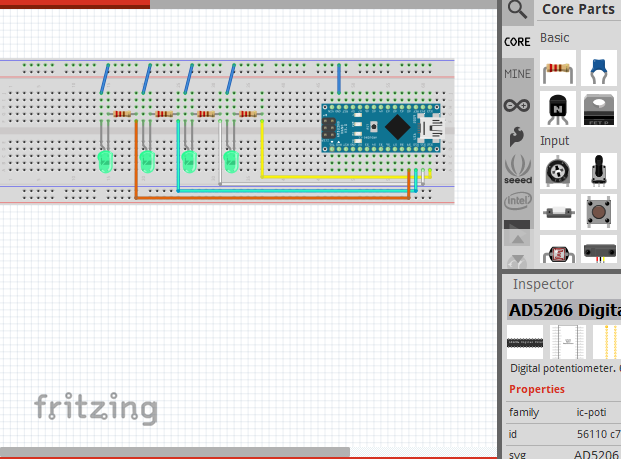 Core Parts
CORE
Basic
MINE
N
Input
seeed
intel
Inspector
AD5206 Digita
Digital potentiometer.
Properties
family ic-poti
id 56110 c7
svg AD5206
fritzing